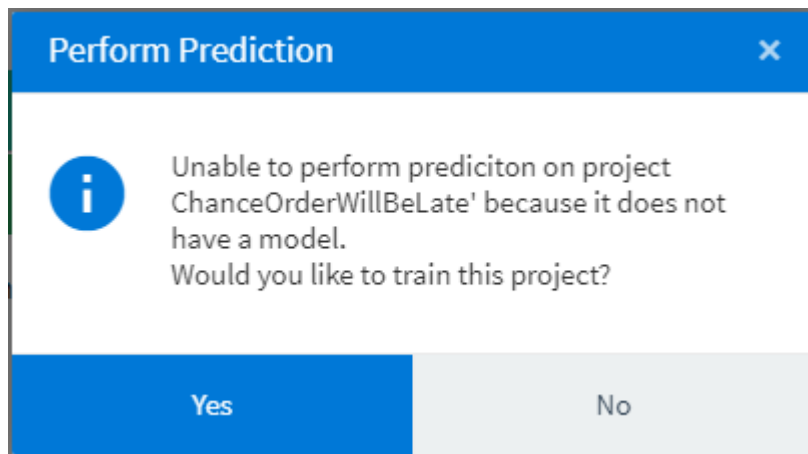 Perform Prediction
Unable to perform prediciton on project
ChanceOrderWillBeLate' because it does not
have a model.
Would you like to train this project?
Yes
No